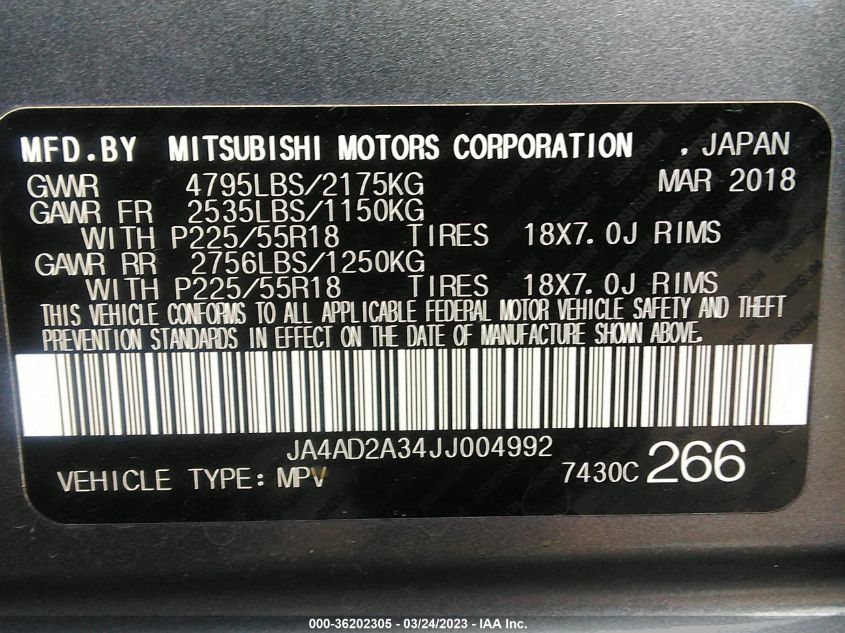 MFD.BY MITSUBISHI MOTORS CORPORATION , JAPAN
GVWR 4795LBS/2175KG MAR 2018
GAWR FR 2535LBS/1150KG
WITH P225/55R18 TIRES 18X7.0J RIMS
GAWR RR 2756LBS/1250KG
WITH P225/55R18 TIRES 18X7.0J RIMS
THIS VEHICLE CONFORMS TO ALL APPLICABLE FEDERAL MOTOR VEHICLE SAFETY AND THEFT
PREVENTION STANDARDS IN EFFECT ON THE DATE OF MANUFACTURE SHOWN ABOVE.
JA4AD2A34JJ004992
VEHICLE TYPE: MPV 7430C 266
000-36202305 - 03/24/2023 - IAA Inc.